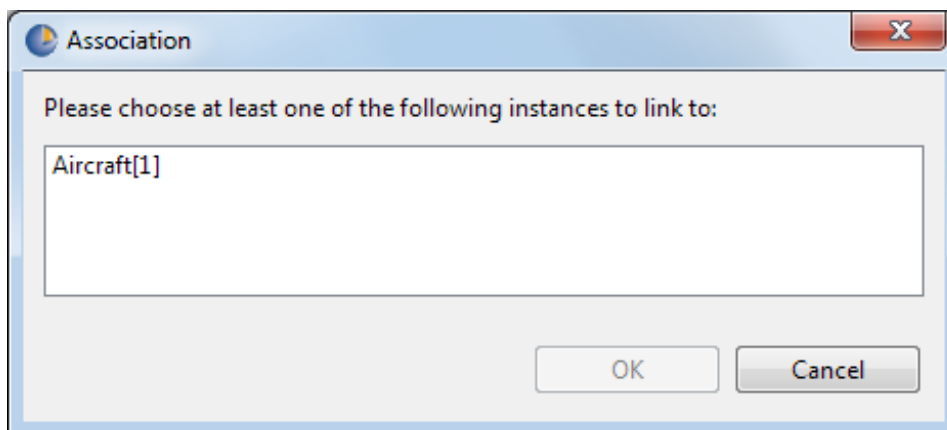 Association
Please choose at least one of the following instances to link to:
Aircraft[1]
OK
Cancel